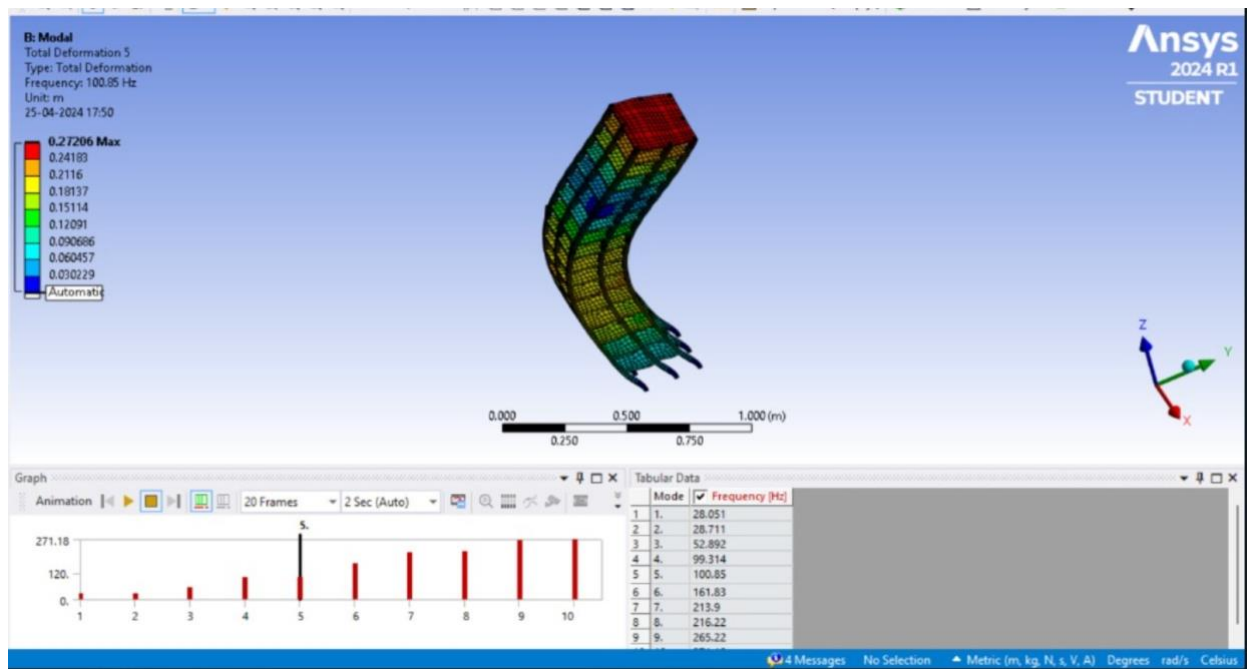 B: Modal
Total Deformation 5
Type: Total Deformation
Frequency: 100.85 Hz
Unit: m
25-04-2024 17:50
0.27206 Max
0.24183
0.2116
0.18137
0.15114
0.12091
0.090686
0.060457
0.030229
Automatic
Ansys
2024 R1
STUDENT
Z
Y
X
0.000 0.500 1.000 (m)
0.250 0.750
Graph
Animation 20 Frames 2 Sec (Auto)
5.
271.18
120.
0.
1 2 3 4 5 6 7 8 9 10
Tabular Data
Mode Frequency [Hz]
1 1. 28.051
2 2. 28.711
3 3. 52.892
4 4. 99.314
5 5. 100.85
6 6. 161.83
7 7. 213.9
8 8. 216.22
9 9. 265.22
4 Messages No Selection Metric (m, kg, N, s, V, A) Degrees rad/s Celsius